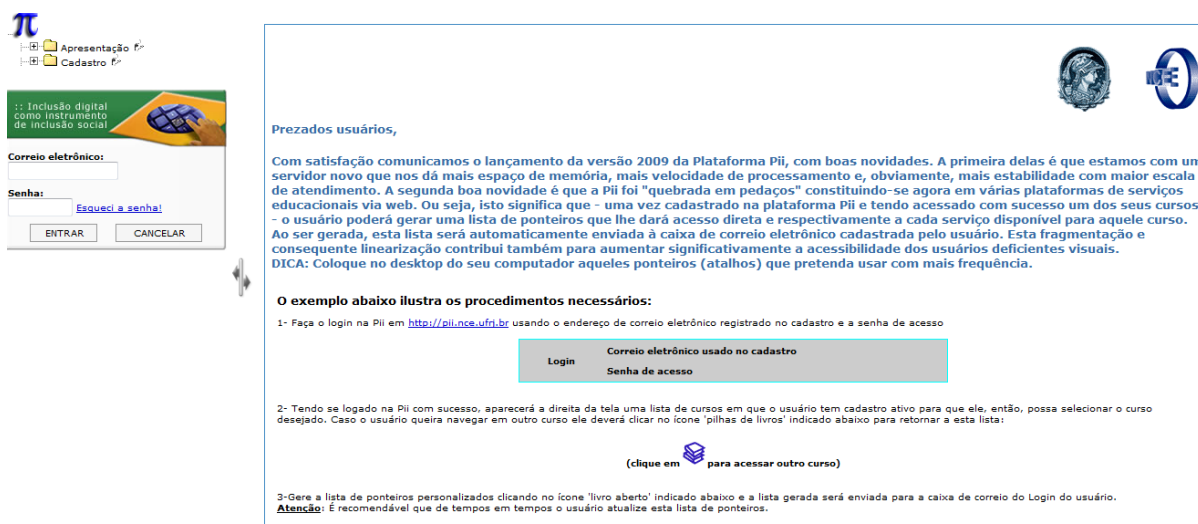 π
Apresentação
Cadastro
:: Inclusão digital
como instrumento
de inclusão social
Correio eletrônico:
Senha:
Esqueci a senha!
ENTRAR CANCELAR
NCE
Prezados usuários,
Com satisfação comunicamos o lançamento da versão 2009 da Plataforma Pii, com boas novidades. A primeira delas é que estamos com um
servidor novo que nos dá mais espaço de memória, mais velocidade de processamento e, obviamente, mais estabilidade com maior escala
de atendimento. A segunda boa novidade é que a Pii foi "quebrada em pedaços" constituindo-se agora em várias plataformas de serviços
educacionais via web. Ou seja, isto significa que - uma vez cadastrado na plataforma Pii e tendo acessado com sucesso um dos seus cursos
- o usuário poderá gerar uma lista de ponteiros que lhe dará acesso direta e respectivamente a cada serviço disponível para aquele curso.
Ao ser gerada, esta lista será automaticamente enviada à caixa de correio eletrônico cadastrada pelo usuário. Esta fragmentação e
consequente linearização contribui também para aumentar significativamente a acessibilidade dos usuários deficientes visuais.
DICA: Coloque no desktop do seu computador aqueles ponteiros (atalhos) que pretenda usar com mais frequência.
O exemplo abaixo ilustra os procedimentos necessários:
1- Faça o login na Pii em http://pii.nce.ufrj.br usando o endereço de correio eletrônico registrado no cadastro e a senha de acesso
Login
Correio eletrônico usado no cadastro
Senha de acesso
2- Tendo se logado na Pii com sucesso, aparecerá a direita da tela uma lista de cursos em que o usuário tem cadastro ativo para que ele, então, possa selecionar o curso
desejado. Caso o usuário queira navegar em outro curso ele deverá clicar no ícone 'pilhas de livros' indicado abaixo para retornar a esta lista:
(clique em para acessar outro curso)
3-Gere a lista de ponteiros personalizados clicando no ícone 'livro aberto' indicado abaixo e a lista gerada será enviada para a caixa de correio do Login do usuário.
Atenção: É recomendável que de tempos em tempos o usuário atualize esta lista de ponteiros.